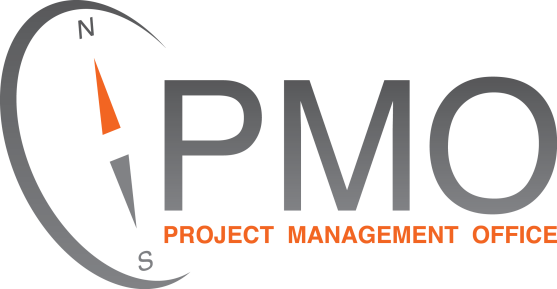 N
PMO
PROJECT MANAGEMENT OFFICE
S